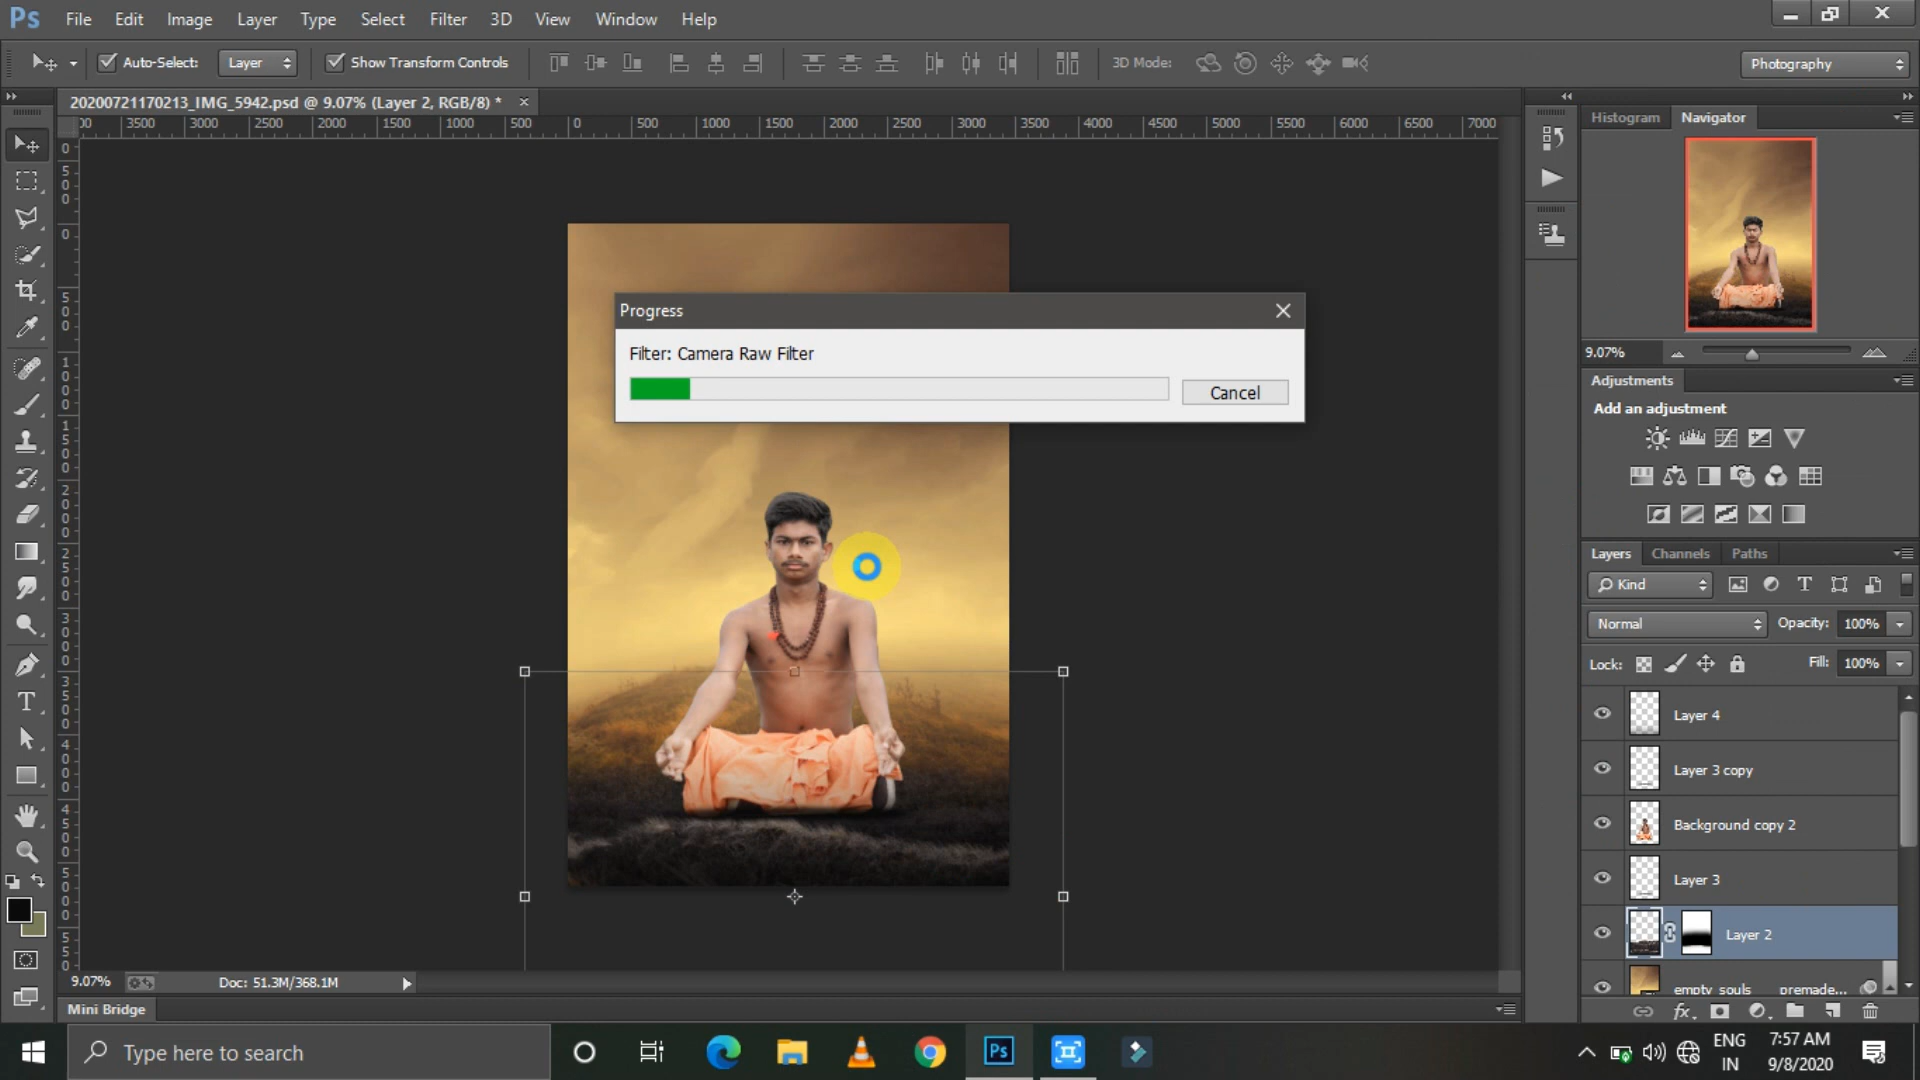 Ps File Edit Image Layer Type Select Filter 3D View Window Help
Auto-Select: Layer Show Transform Controls 3D Mode: Photography
20200721170213_IMG_5942.psd @ 9.07% (Layer 2, RGB/8) * ×
3500 3000 2500 2000 1500 1000 500 0 500 1000 1500 2000 2500 3000 3500 4000 4500 5000 5500 6000 6500 7000
Histogram Navigator
Progress
Filter: Camera Raw Filter
Cancel
9.07%
Adjustments
Add an adjustment
Layers Channels Paths
Kind
Normal Opacity: 100%
Lock: Fill: 100%
Layer 4
Layer 3 copy
Background copy 2
Layer 3
Layer 2
empty_souls___premade...
fx
9.07% Doc: 51.3M/368.1M
Mini Bridge
Type here to search
Ps
ENG
IN
7:57 AM
9/8/2020